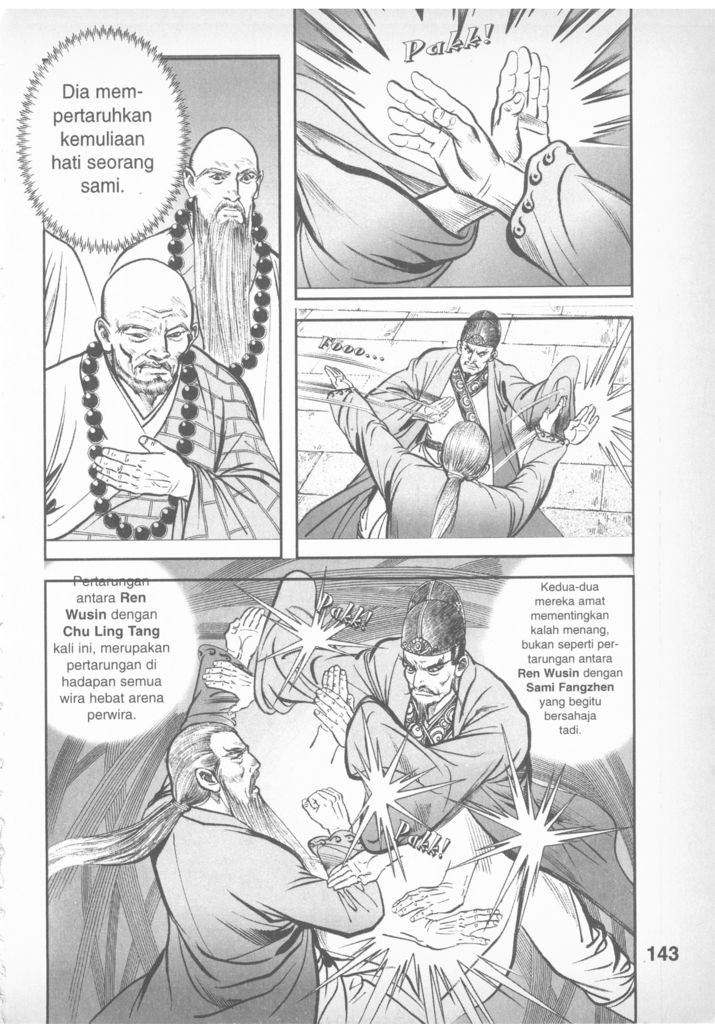 Dia mem-
pertaruhkan
kemuliaan
hati seorang
sami.
Pakk!
Fooo...
Pertarungan
antara Ren
Wusin dengan
Chu Ling Tang
kali ini, merupakan
pertarungan di
hadapan semua
wira hebat arena
perwira.
Pakk!
Kedua-dua
mereka amat
mementingkan
kalah menang,
bukan seperti per-
tarungan antara
Ren Wusin dengan
Sami Fangzhen
yang begitu
bersahaja
tadi.
Pakk!
143